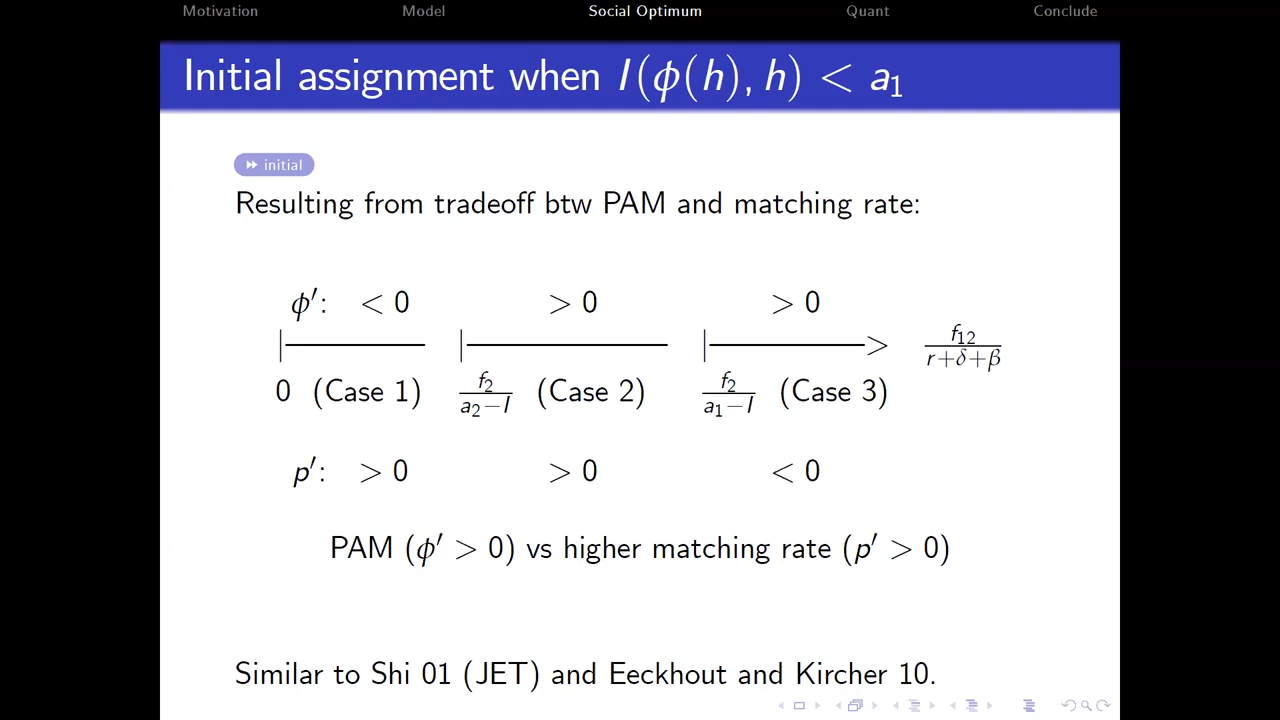 Motivation Model Social Optimum Quant Conclude
Initial assignment when I(ϕ(h), h) < a₁
initial
Resulting from tradeoff btw PAM and matching rate:
ϕ′: < 0 > 0 > 0
f₁₂/(r+δ+β)
0 (Case 1) f₂/(a₂−l) (Case 2) f₂/(a₁−l) (Case 3)
p′: > 0 > 0 < 0
PAM (ϕ′ > 0) vs higher matching rate (p′ > 0)
Similar to Shi 01 (JET) and Eeckhout and Kircher 10.